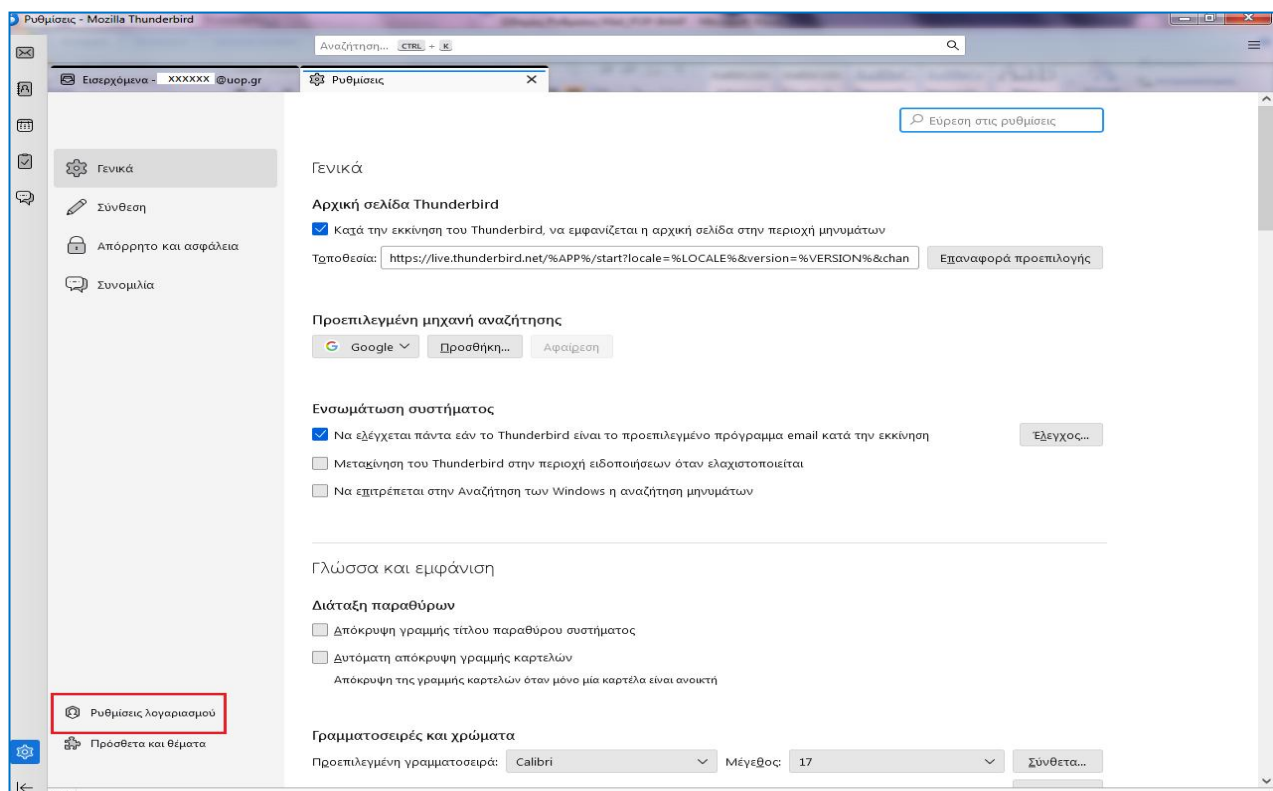 Ρυθμίσεις - Mozilla Thunderbird
Αναζήτηση... CTRL + K
Εισερχόμενα - XXXXXX @uop.gr
Ρυθμίσεις
Εύρεση στις ρυθμίσεις
Γενικά
Σύνθεση
Απόρρητο και ασφάλεια
Συνομιλία
Ρυθμίσεις λογαριασμού
Πρόσθετα και θέματα
Γενικά
Αρχική σελίδα Thunderbird
Κατά την εκκίνηση του Thunderbird, να εμφανίζεται η αρχική σελίδα στην περιοχή μηνυμάτων
Τοποθεσία: https://live.thunderbird.net/%APP%/start?locale=%LOCALE%&version=%VERSION%&chan Επαναφορά προεπιλογής
Προεπιλεγμένη μηχανή αναζήτησης
Google Προσθήκη... Αφαίρεση
Ενσωμάτωση συστήματος
Να ελέγχεται πάντα εάν το Thunderbird είναι το προεπιλεγμένο πρόγραμμα email κατά την εκκίνηση Έλεγχος...
Μετακίνηση του Thunderbird στην περιοχή ειδοποιήσεων όταν ελαχιστοποιείται
Να επιτρέπεται στην Αναζήτηση των Windows η αναζήτηση μηνυμάτων
Γλώσσα και εμφάνιση
Διάταξη παραθύρων
Απόκρυψη γραμμής τίτλου παραθύρου συστήματος
Αυτόματη απόκρυψη γραμμής καρτελών
Απόκρυψη της γραμμής καρτελών όταν μόνο μία καρτέλα είναι ανοικτή
Γραμματοσειρές και χρώματα
Προεπιλεγμένη γραμματοσειρά: Calibri Μέγεθος: 17 Σύνθετα...